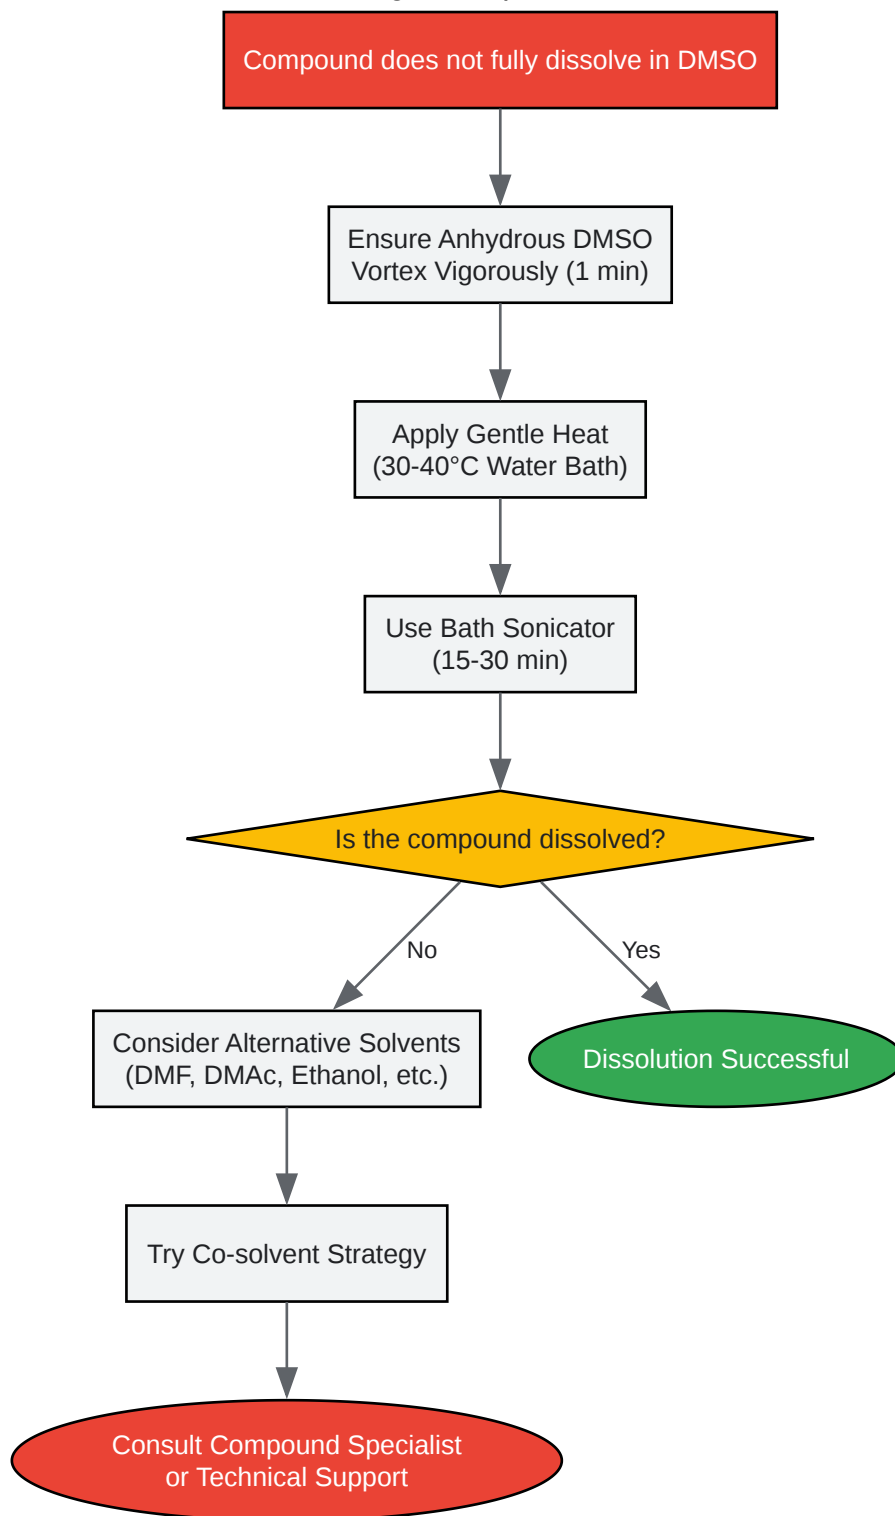 Compound does not fully dissolve in DMSO
Ensure Anhydrous DMSO
Vortex Vigorously (1 min)
Apply Gentle Heat
(30-40°C Water Bath)
Use Bath Sonicator
(15-30 min)
Is the compound dissolved?
No
Yes
Consider Alternative Solvents
(DMF, DMAc, Ethanol, etc.)
Dissolution Successful
Try Co-solvent Strategy
Consult Compound Specialist
or Technical Support